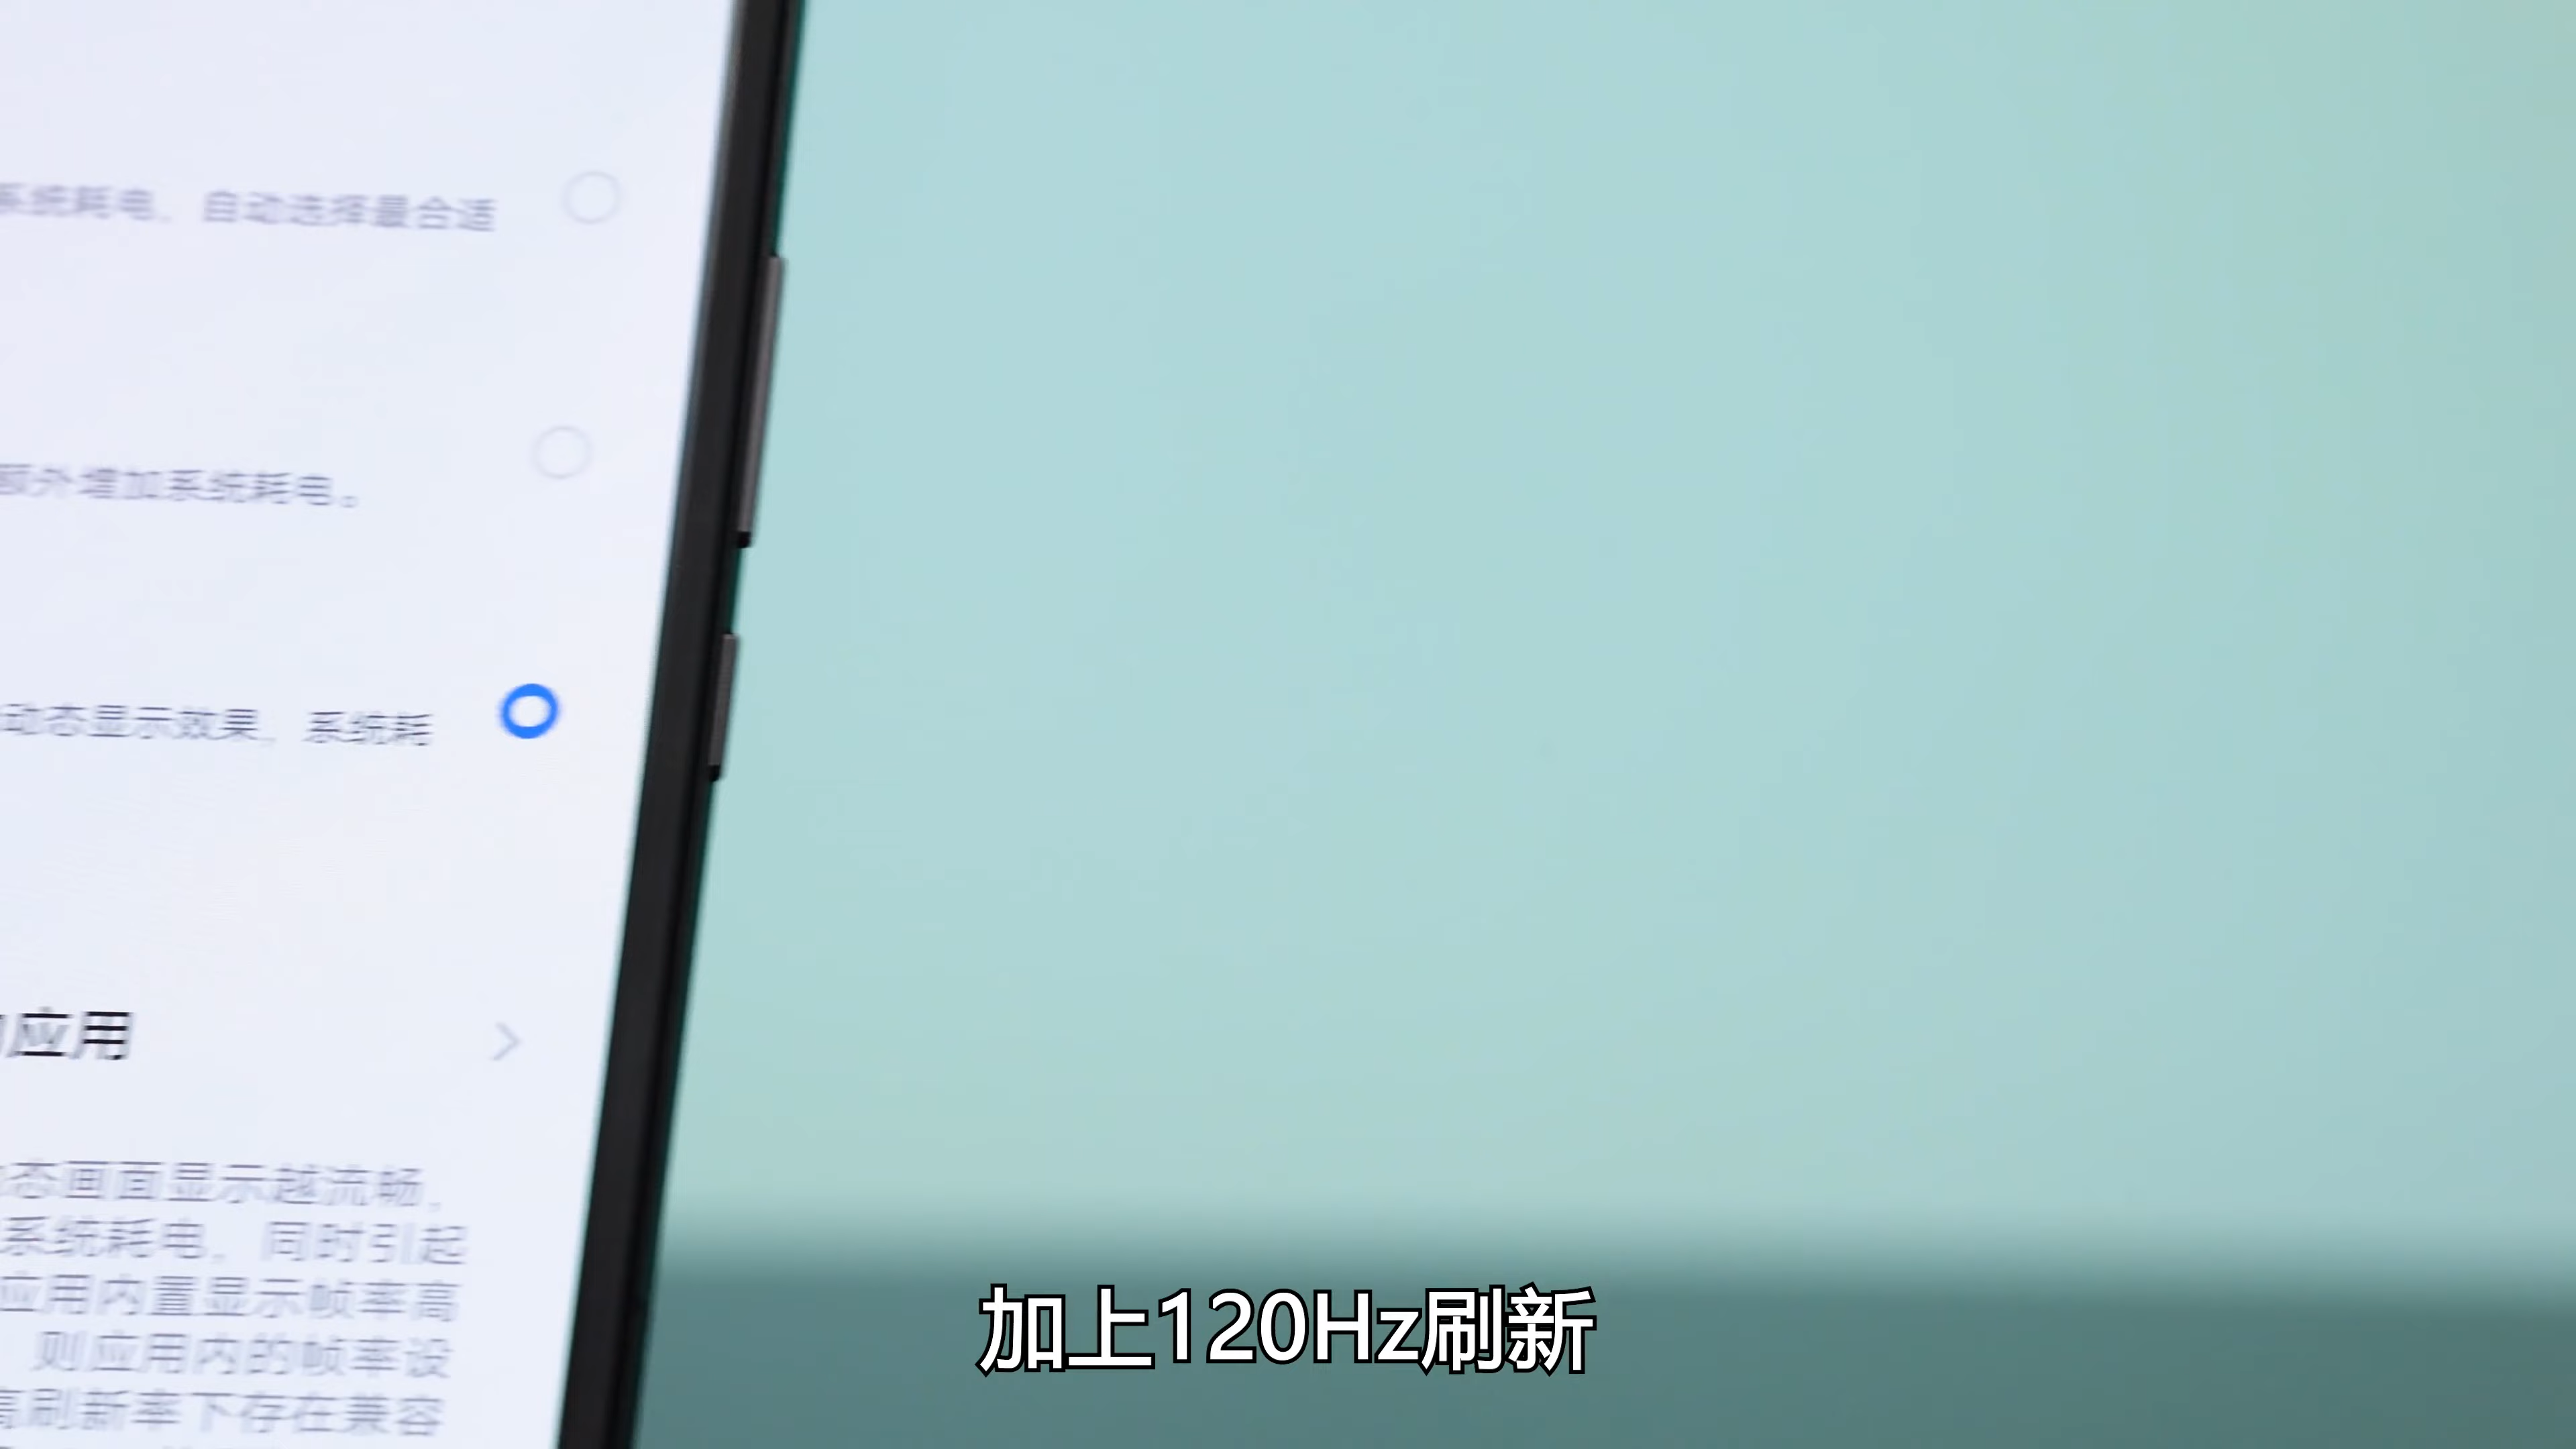 系统耗电，自动选择最合适
额外增加系统耗电。
动态显示效果，系统耗
应用
态画面显示越流畅，
系统耗电，同时引起
应用内置显示帧率高
则应用内的帧率设
高刷新率下存在兼容
加上120Hz刷新